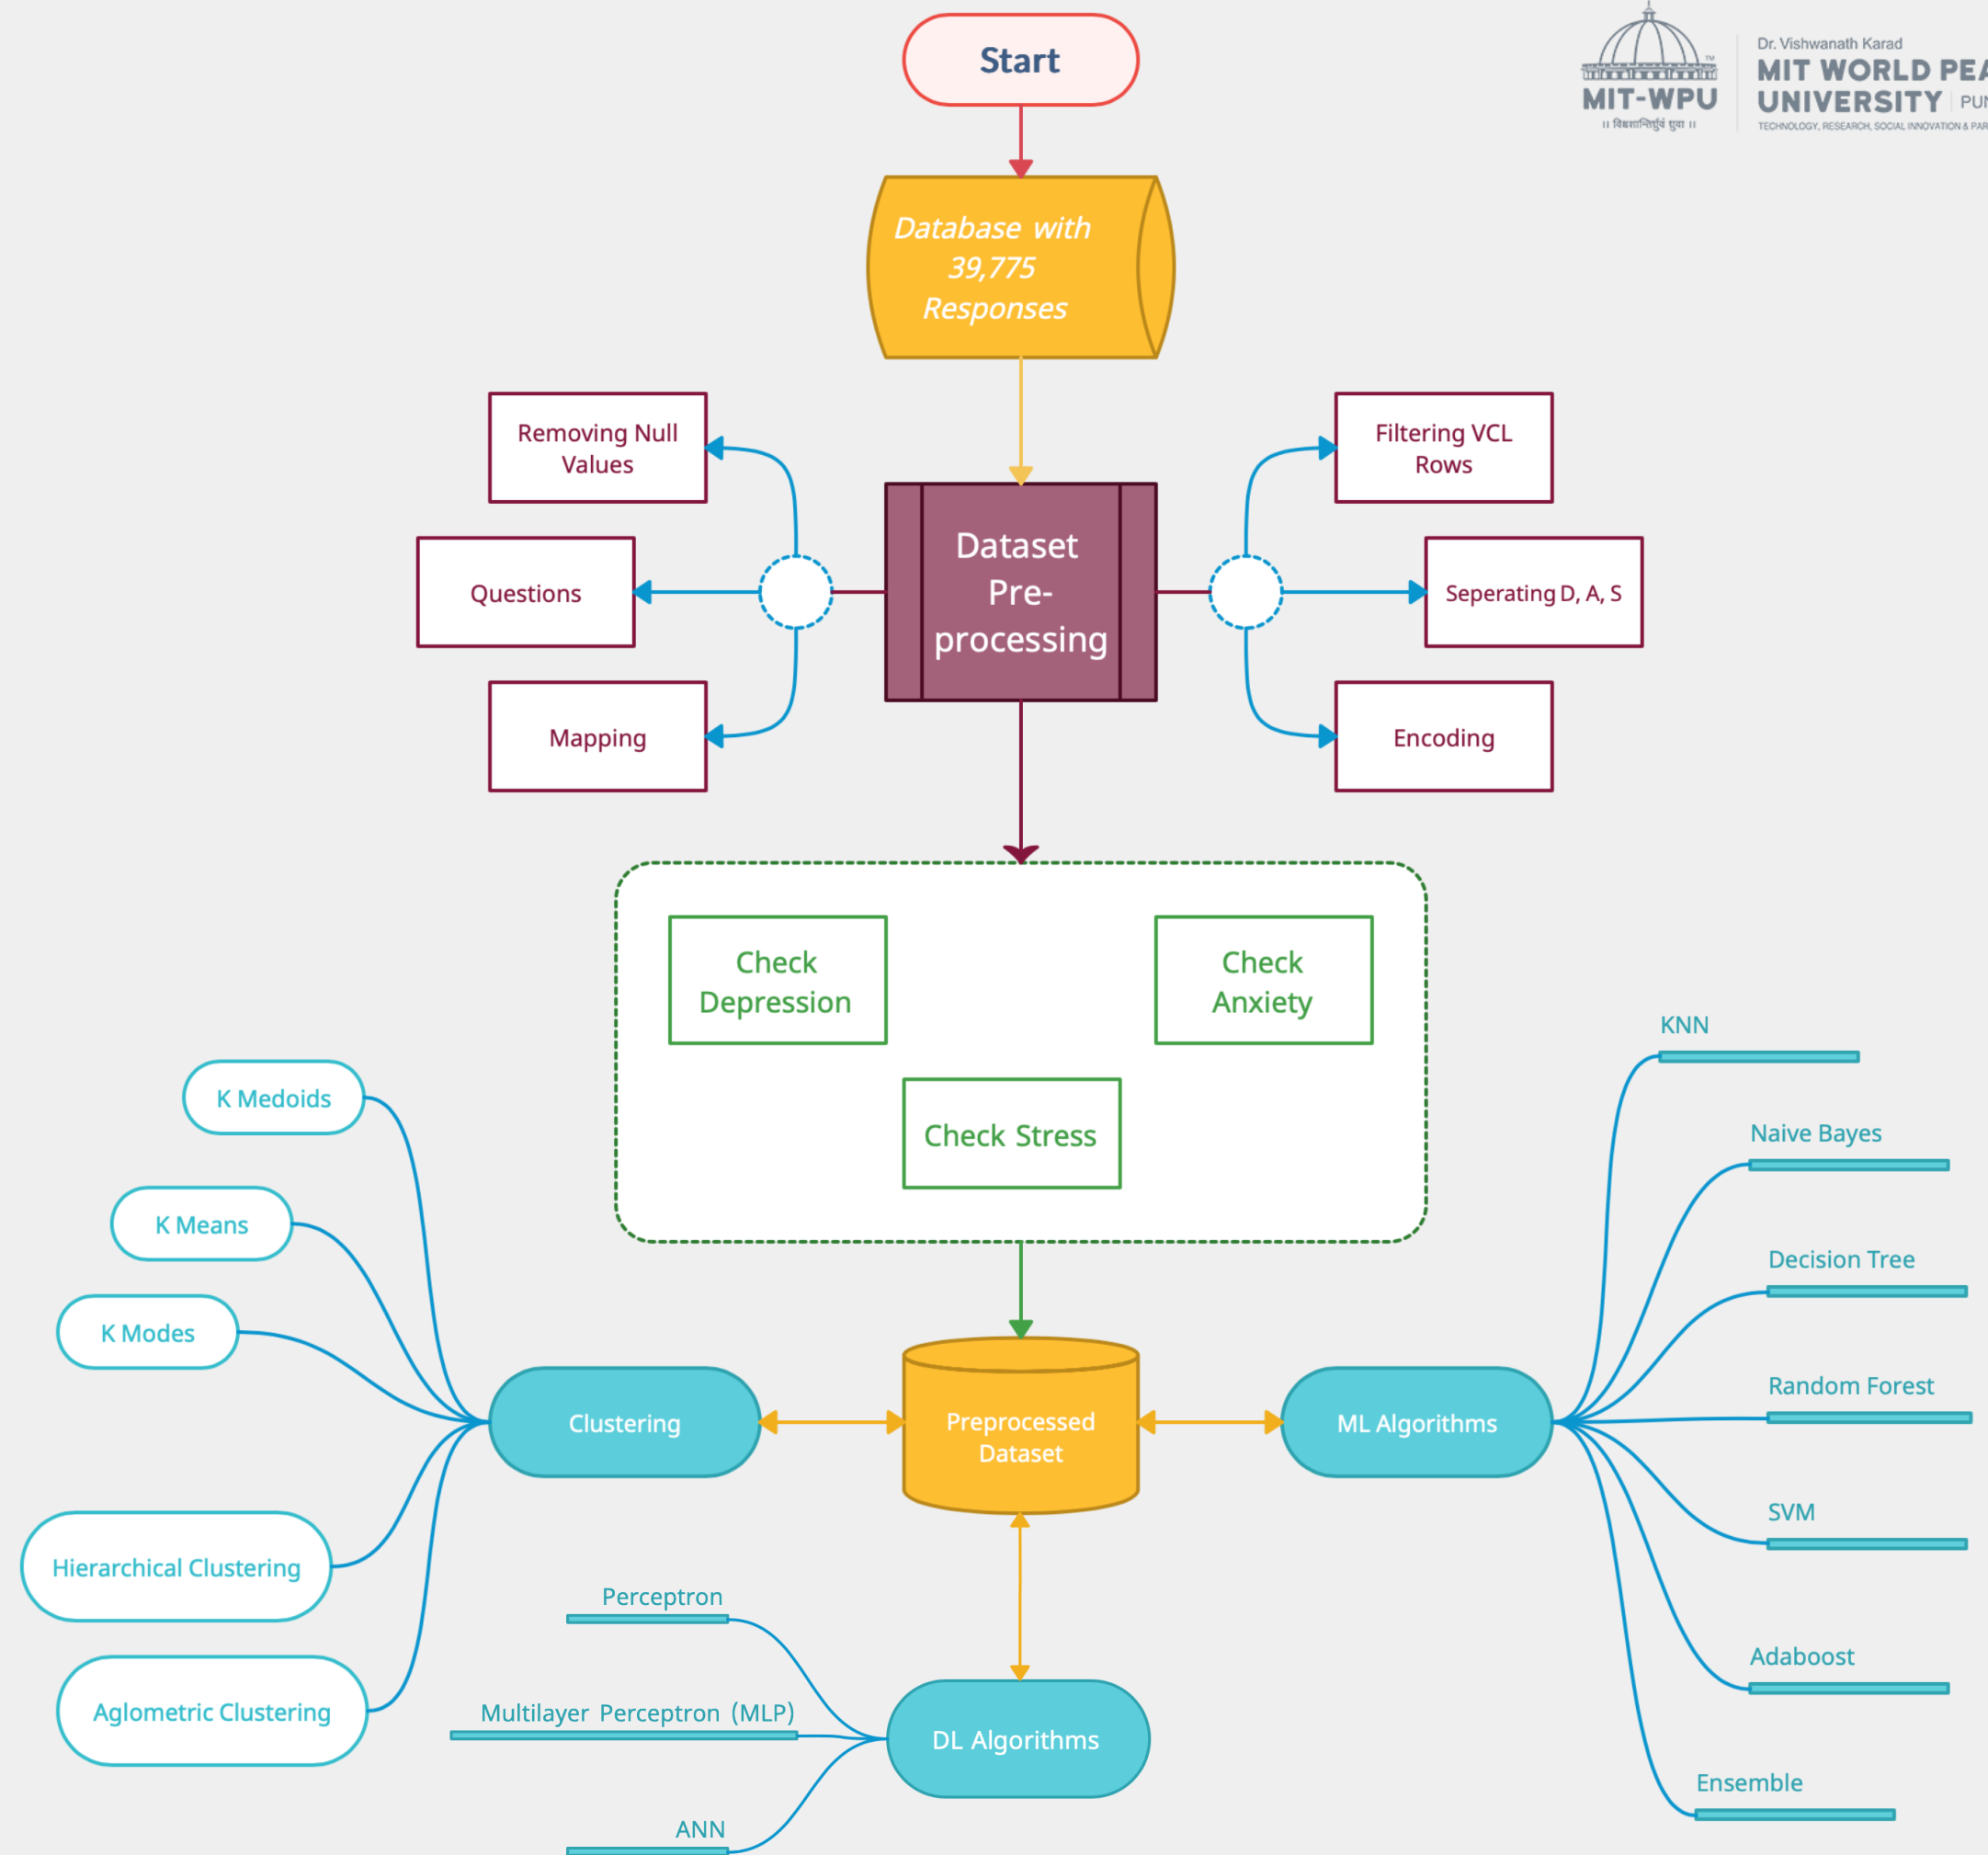 Start
Dr. Vishwanath Karad
MIT WORLD
UNIVERSITY
TECHNOLOGY, RESEARCH, SOCIAL INNOVATION &
TM
MIT-WPU
Database with
39,775
Responses
Removing Null
Values
Filtering VCL
Rows
Dataset
Pre-
processing
Questions
Seperating D, A, S
Mapping
Encoding
Check
Depression
Check
Anxiety
Check Stress
K Medoids
K Means
K Modes
Hierarchical Clustering
Aglometric Clustering
Clustering
Preprocessed
Dataset
ML Algorithms
KNN
Naive Bayes
Decision Tree
Random Forest
SVM
Adaboost
Ensemble
Perceptron
Multilayer Perceptron (MLP)
ANN
DL Algorithms